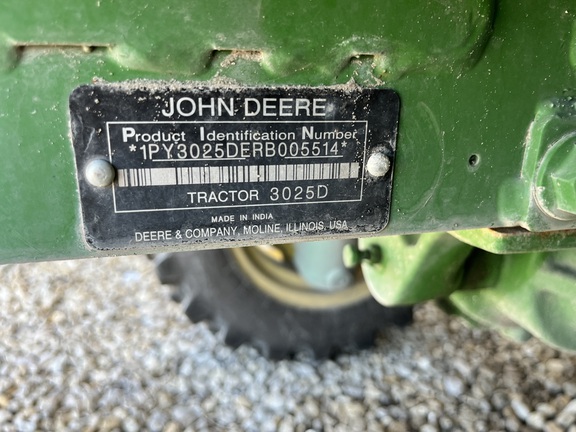 JOHN DEERE
Product Identification Number
*1PY3025DERB005514*
TRACTOR 3025D
MADE IN INDIA
DEERE & COMPANY, MOLINE, ILLINOIS, USA